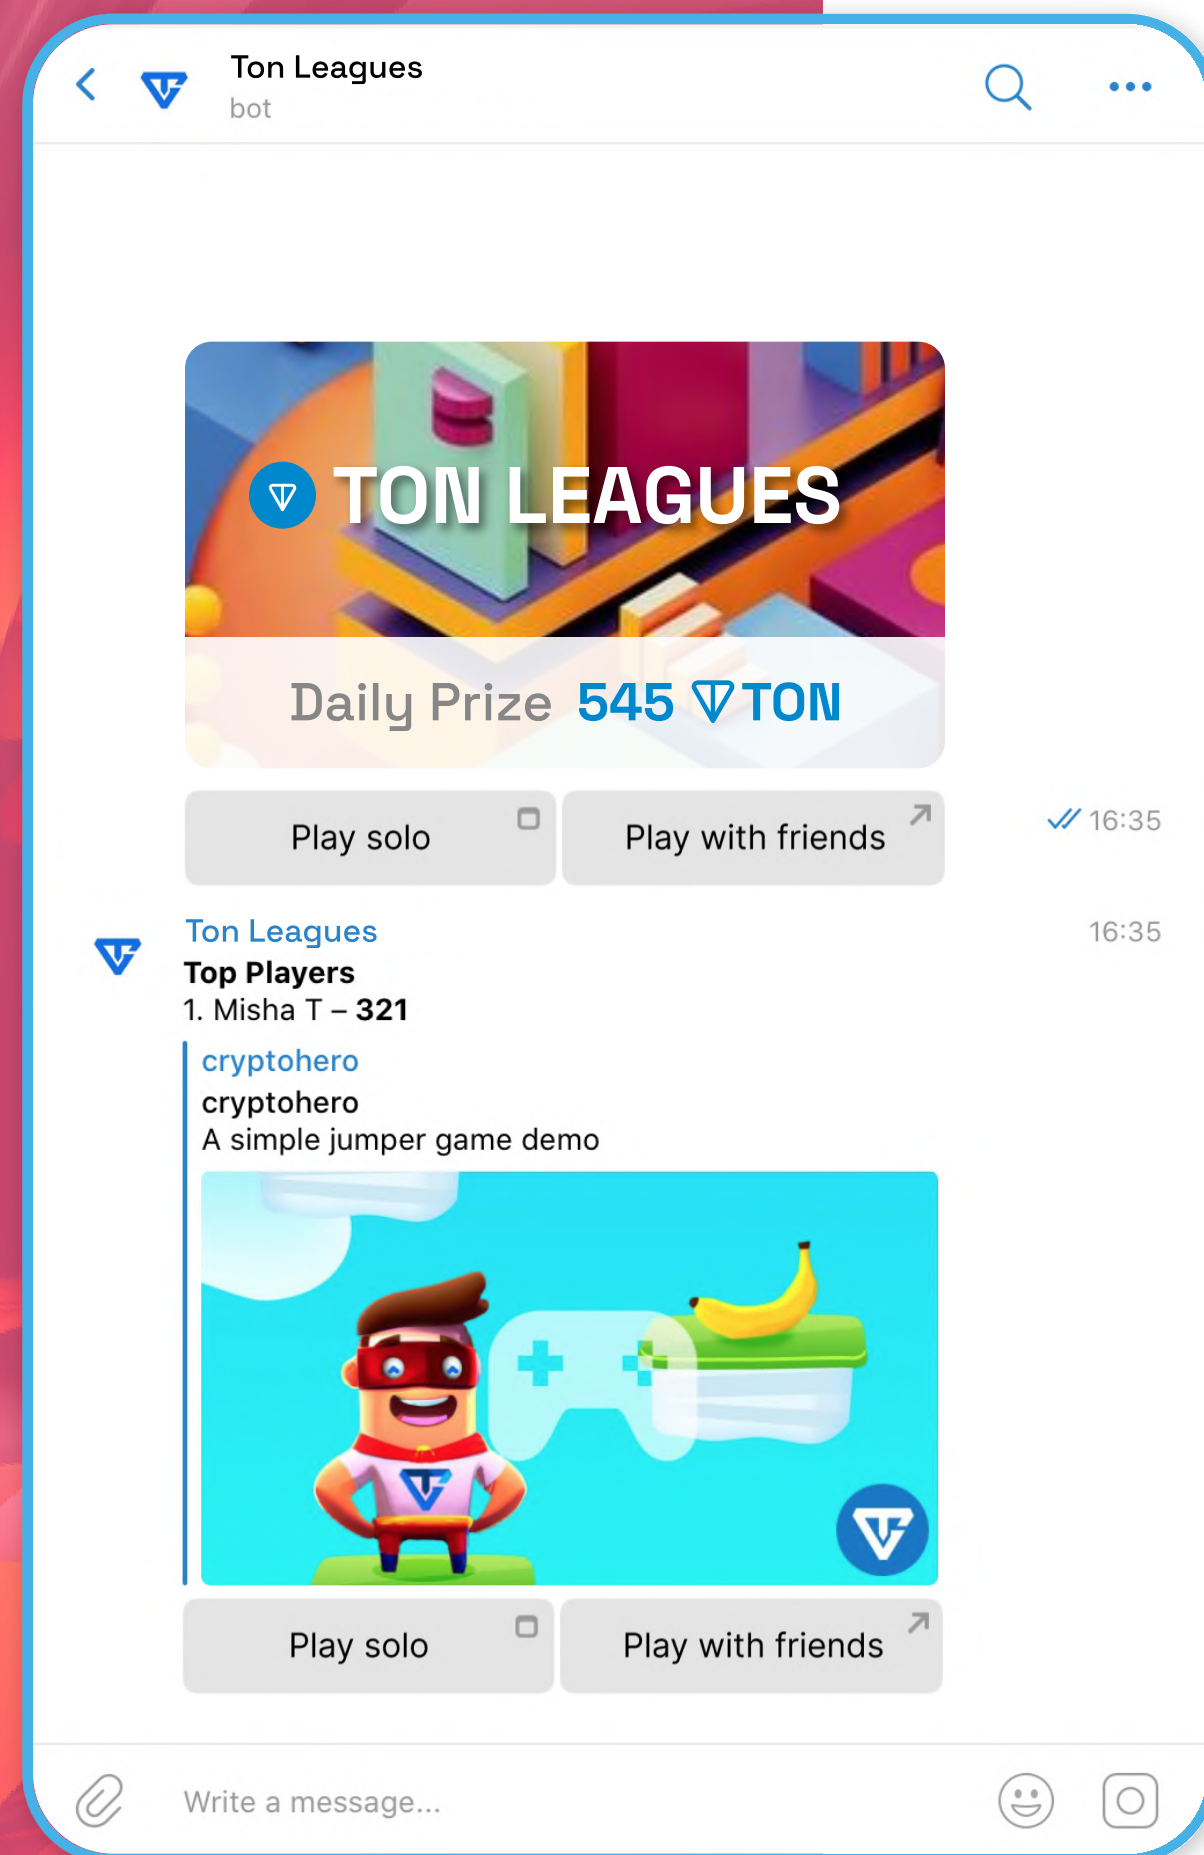 Ton Leagues
bot
TON LEAGUES
Daily Prize 545 TON
Play solo
Play with friends
16:35
Ton Leagues
16:35
Top Players
1. Misha T – 321
cryptohero
cryptohero
A simple jumper game demo
Play solo
Play with friends
Write a message...